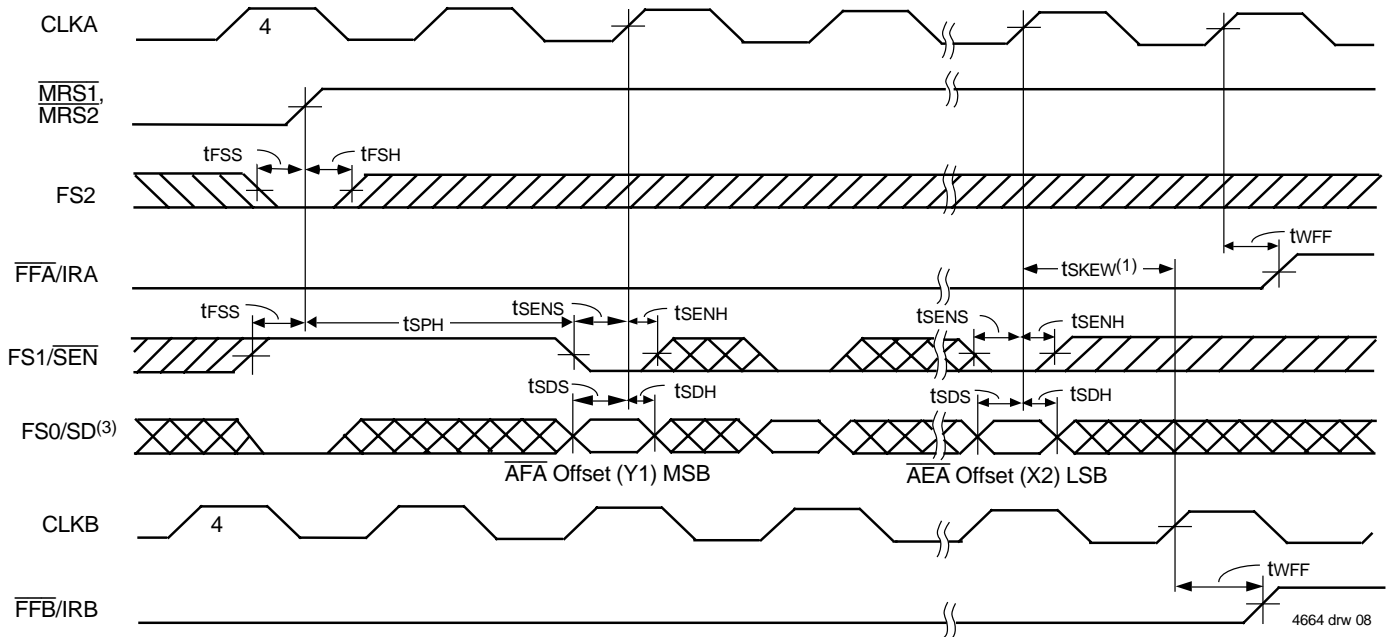 CLKA
4
MRS1,
MRS2
tFSS
tFSH
FS2
tWFF
FFA/IRA
tSKEW(1)
tFSS
tSPH
tSENS
tSENH
tSENS
tSENH
FS1/SEN
tSDS
tSDH
tSDS
tSDH
FS0/SD(3)
AFA Offset (Y1) MSB
AEA Offset (X2) LSB
CLKB
4
tWFF
FFB/IRB
4664 drw 08